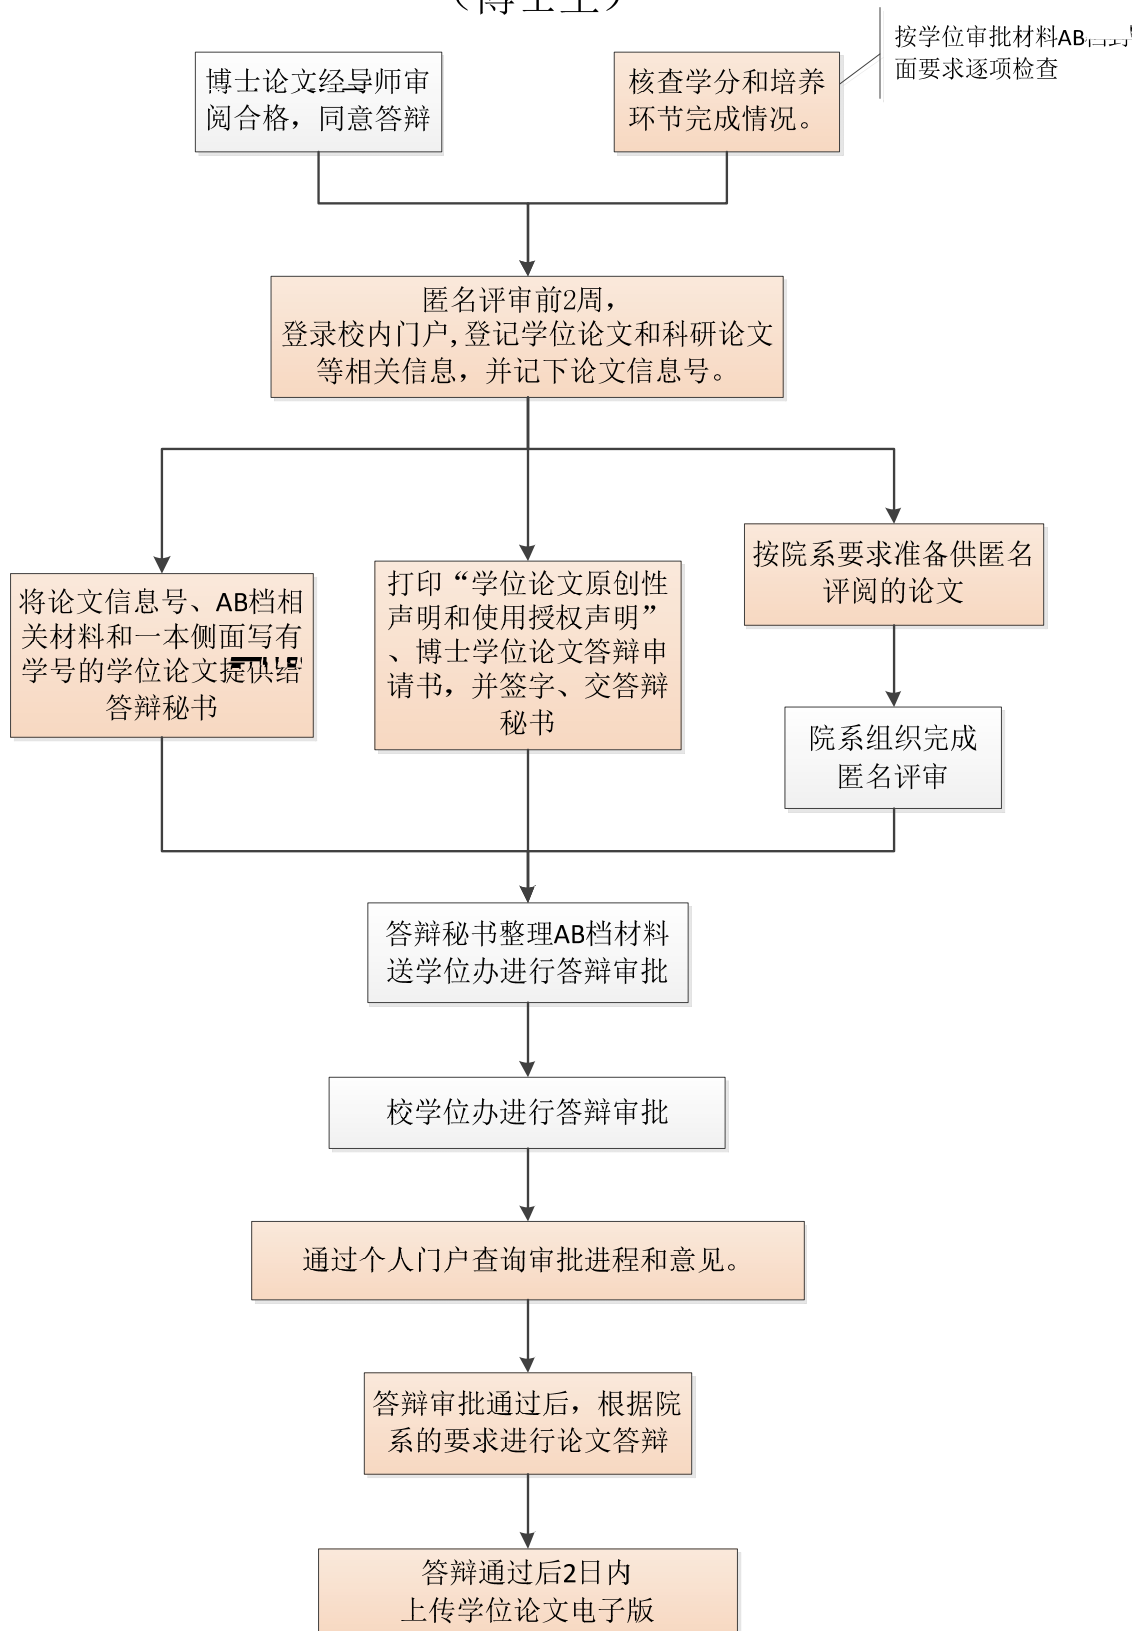 (博士生)
按学位审批材料AB档封
面要求逐项检查
博士论文经导师审
阅合格，同意答辩
核查学分和培养
环节完成情况。
匿名评审前2周，
登录校内门户,登记学位论文和科研论文
等相关信息，并记下论文信息号。
将论文信息号、AB档相
关材料和一本侧面写有
学号的学位论文提供给
答辩秘书
打印“学位论文原创性
声明和使用授权声明”
、博士学位论文答辩申
请书，并签字、交答辩
秘书
按院系要求准备供匿名
评阅的论文
院系组织完成
匿名评审
答辩秘书整理AB档材料
送学位办进行答辩审批
校学位办进行答辩审批
通过个人门户查询审批进程和意见。
答辩审批通过后，根据院
系的要求进行论文答辩
答辩通过后2日内
上传学位论文电子版